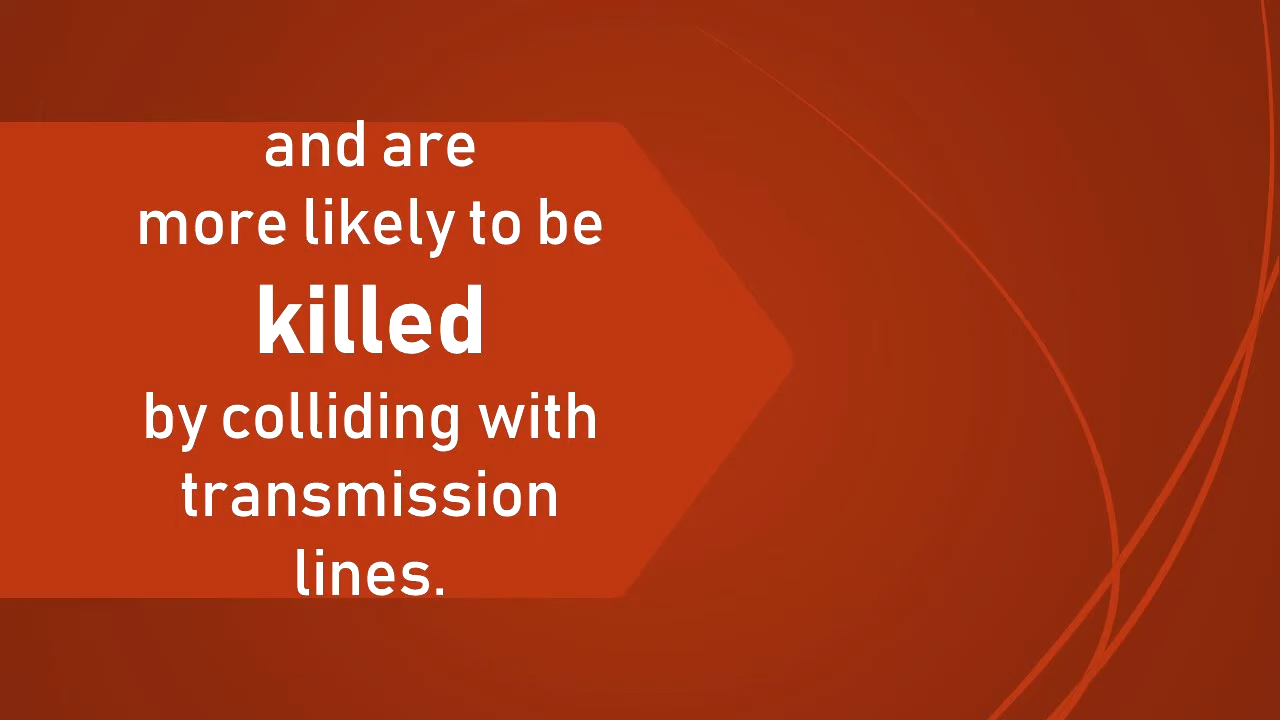 and are
more likely to be
killed
by colliding with
transmission
lines.